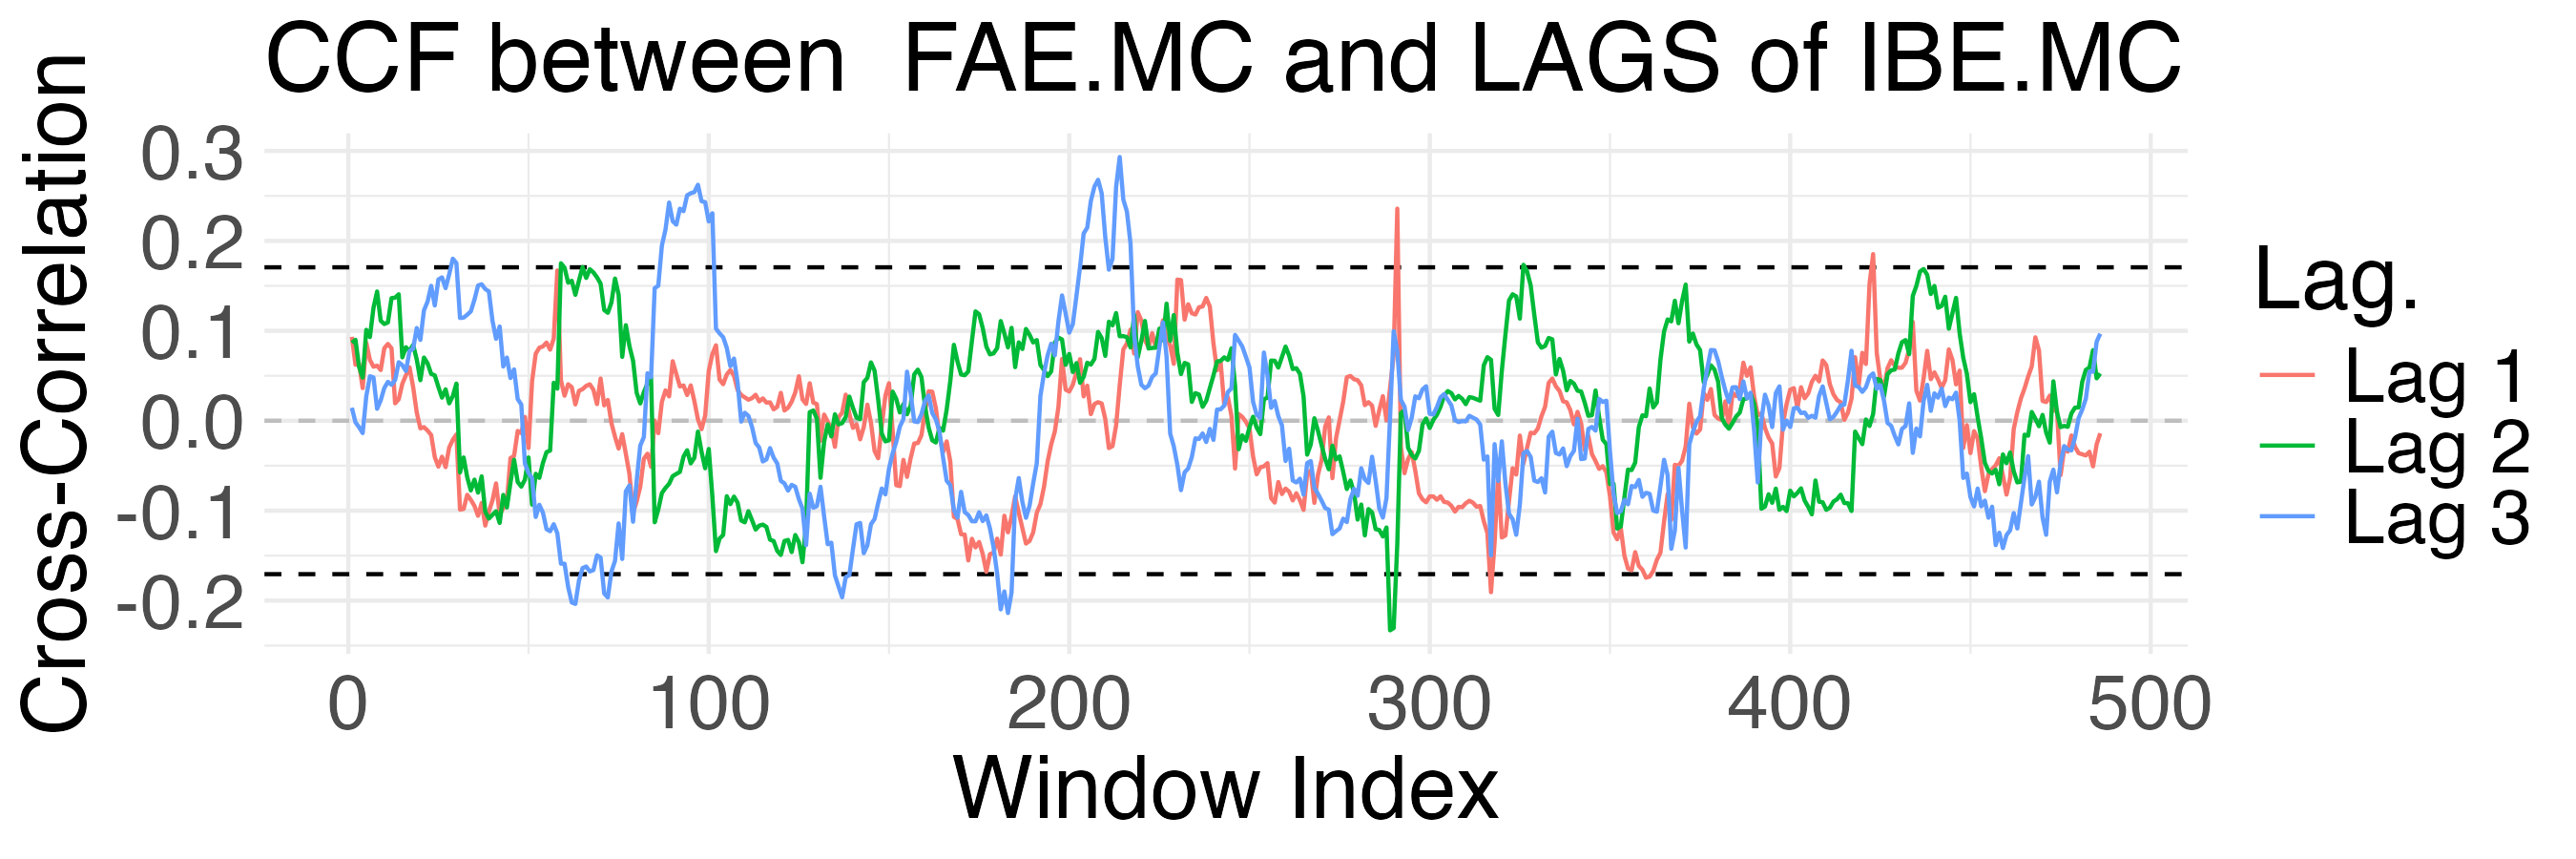 CCF between  FAE.MC and LAGS of IBE.MC
Cross-Correlation
0.3
0.2
0.1
0.0
-0.1
-0.2
0 100 200 300 400 500
Window Index
Lag.
Lag 1
Lag 2
Lag 3